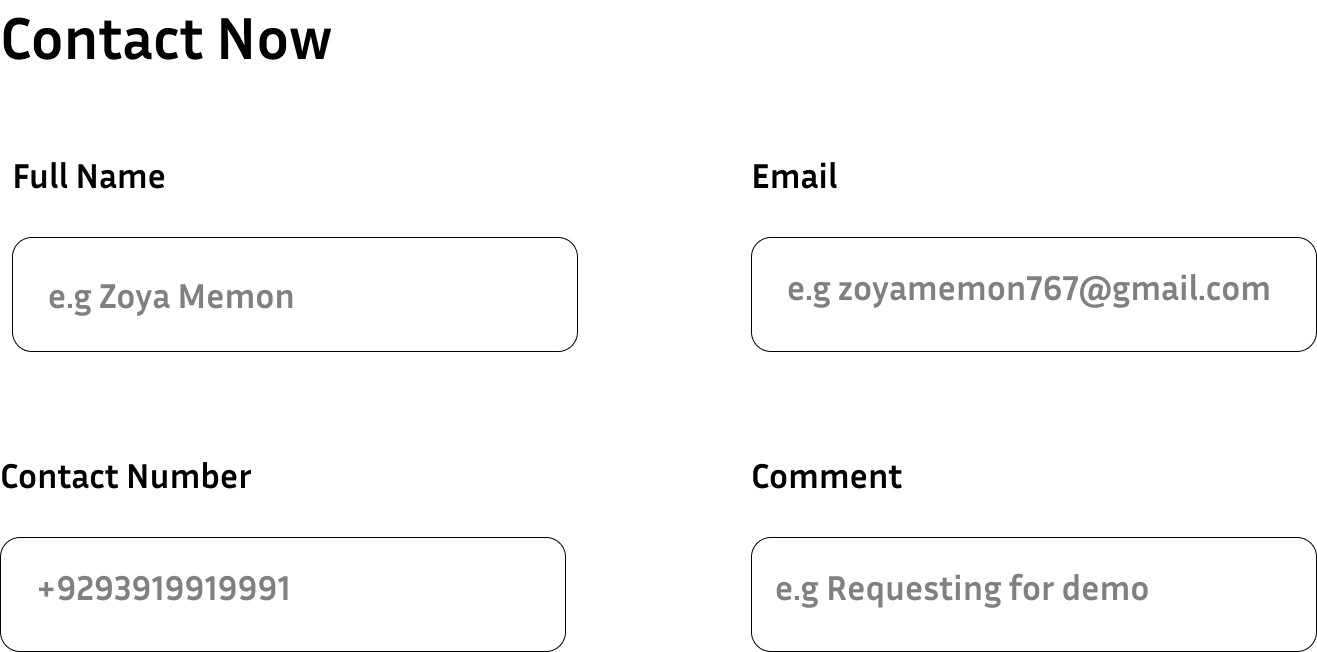 Contact Now
Full Name
Email
e.g Zoya Memon
e.g zoyamemon767@gmail.com
Contact Number
Comment
+9293919919991
e.g Requesting for demo